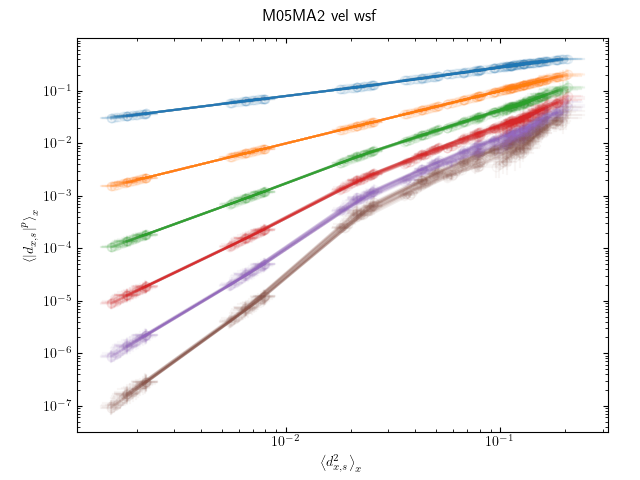 M05MA2 vel wsf
⟨|d_{x,s}|^p⟩_x
10^{-1}
10^{-2}
10^{-3}
10^{-4}
10^{-5}
10^{-6}
10^{-7}
10^{-2} 10^{-1}
⟨d^2_{x,s}⟩_x